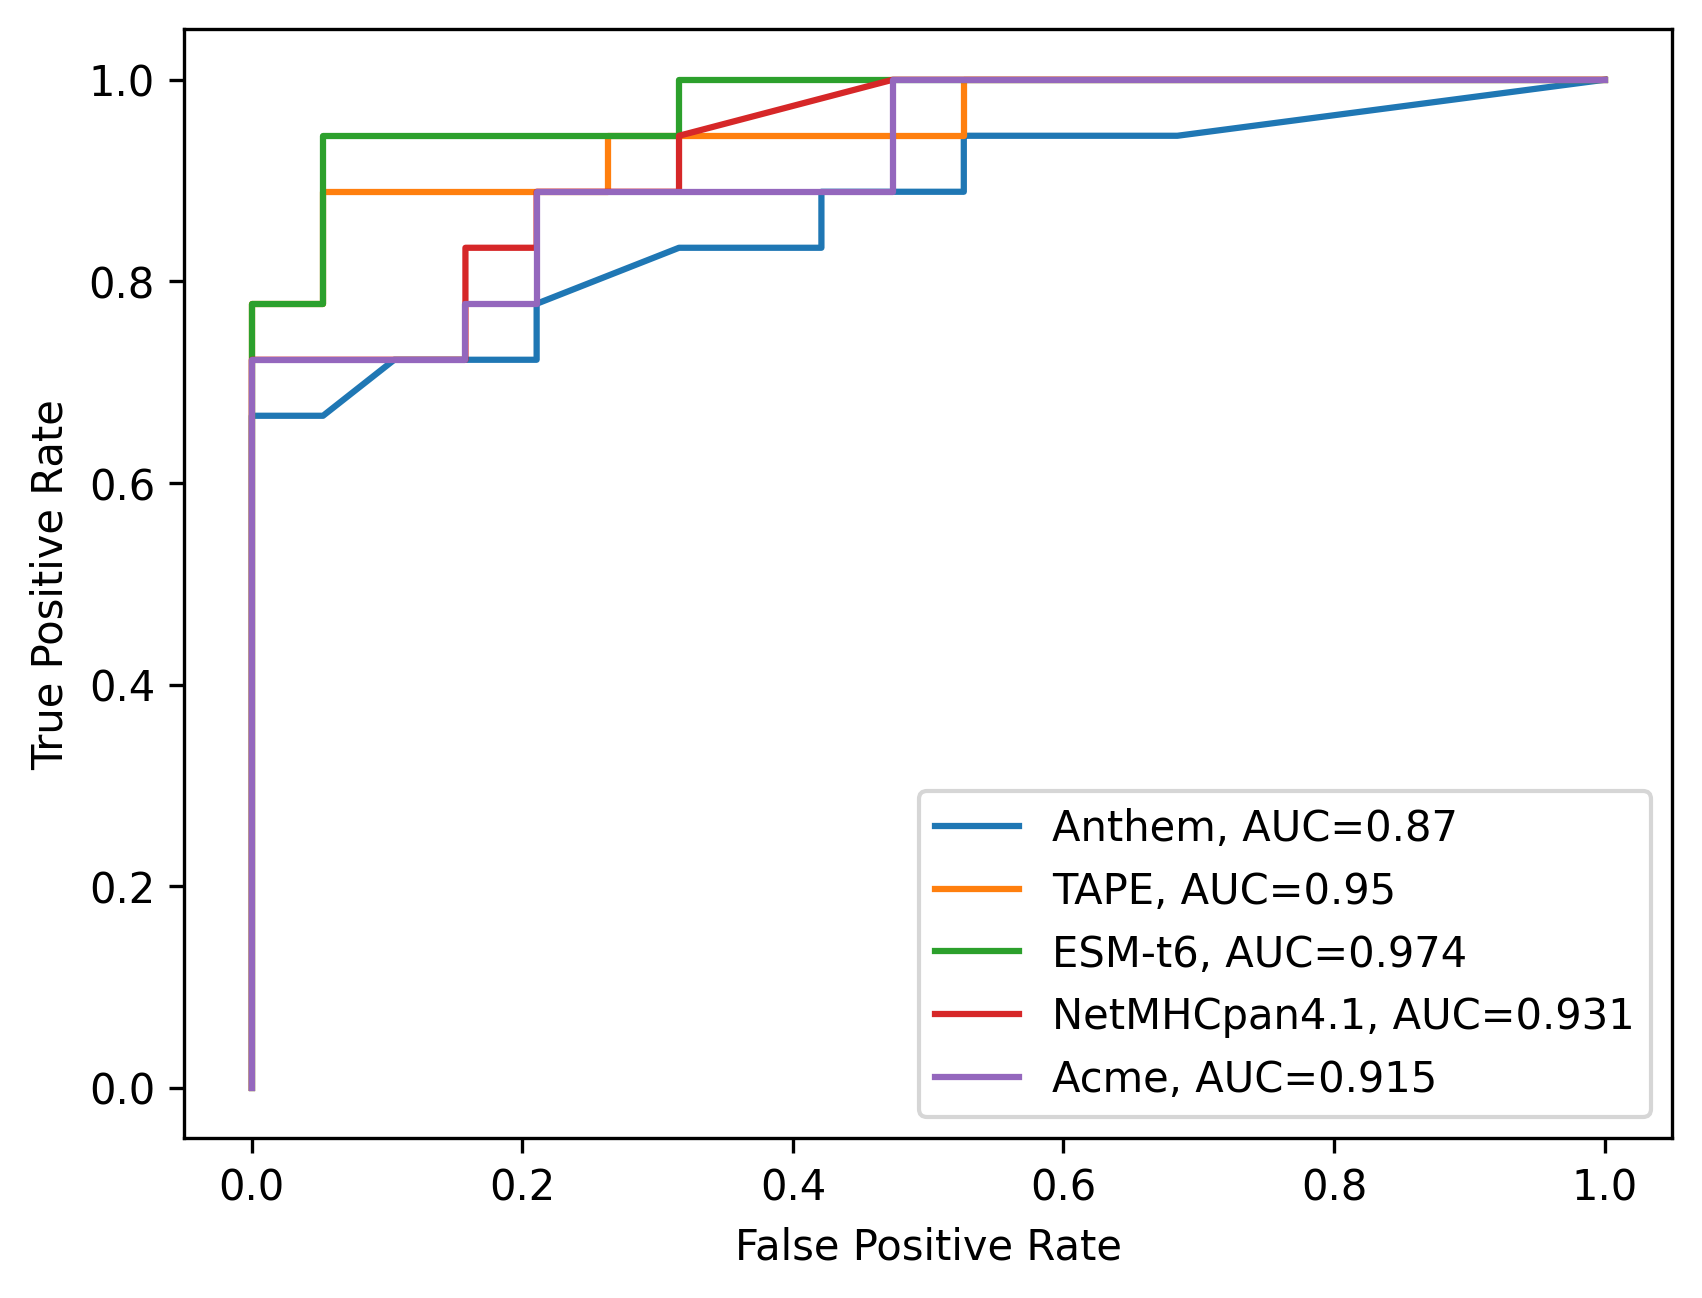 1.0
0.8
0.6
0.4
0.2
0.0
True Positive Rate
Anthem, AUC=0.87
TAPE, AUC=0.95
ESM-t6, AUC=0.974
NetMHCpan4.1, AUC=0.931
Acme, AUC=0.915
0.0 0.2 0.4 0.6 0.8 1.0
False Positive Rate